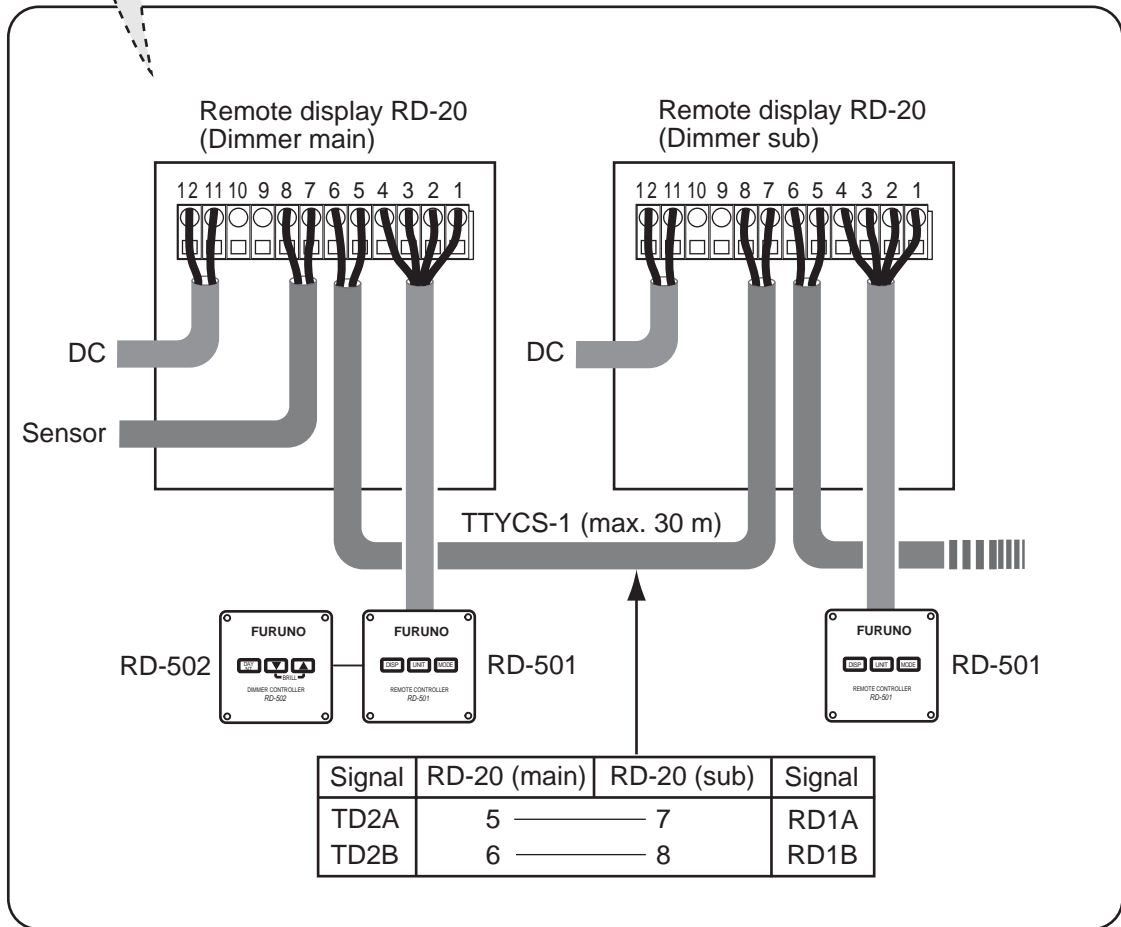 Remote display RD-20
(Dimmer main)
Remote display RD-20
(Dimmer sub)
12 11 10 9 8 7 6 5 4 3 2 1
12 11 10 9 8 7 6 5 4 3 2 1
DC
DC
Sensor
TTYCS-1 (max. 30 m)
RD-502
FURUNO
DAY
NT
BRILL
DIMMER CONTROLLER
RD-502
FURUNO
DISP UNIT MODE
REMOTE CONTROLLER
RD-501
RD-501
FURUNO
DISP UNIT MODE
REMOTE CONTROLLER
RD-501
RD-501
Signal RD-20 (main) RD-20 (sub) Signal
TD2A 5 7 RD1A
TD2B 6 8 RD1B